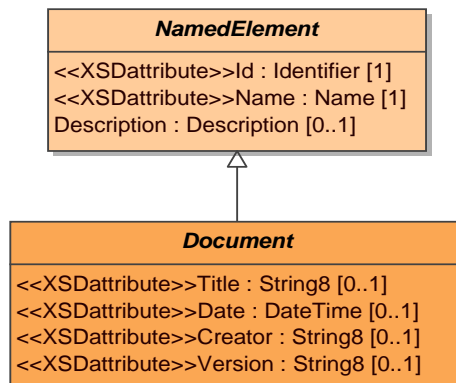 NamedElement
<<XSDattribute>>Id : Identifier [1]
<<XSDattribute>>Name : Name [1]
Description : Description [0..1]
Document
<<XSDattribute>>Title : String8 [0..1]
<<XSDattribute>>Date : DateTime [0..1]
<<XSDattribute>>Creator : String8 [0..1]
<<XSDattribute>>Version : String8 [0..1]